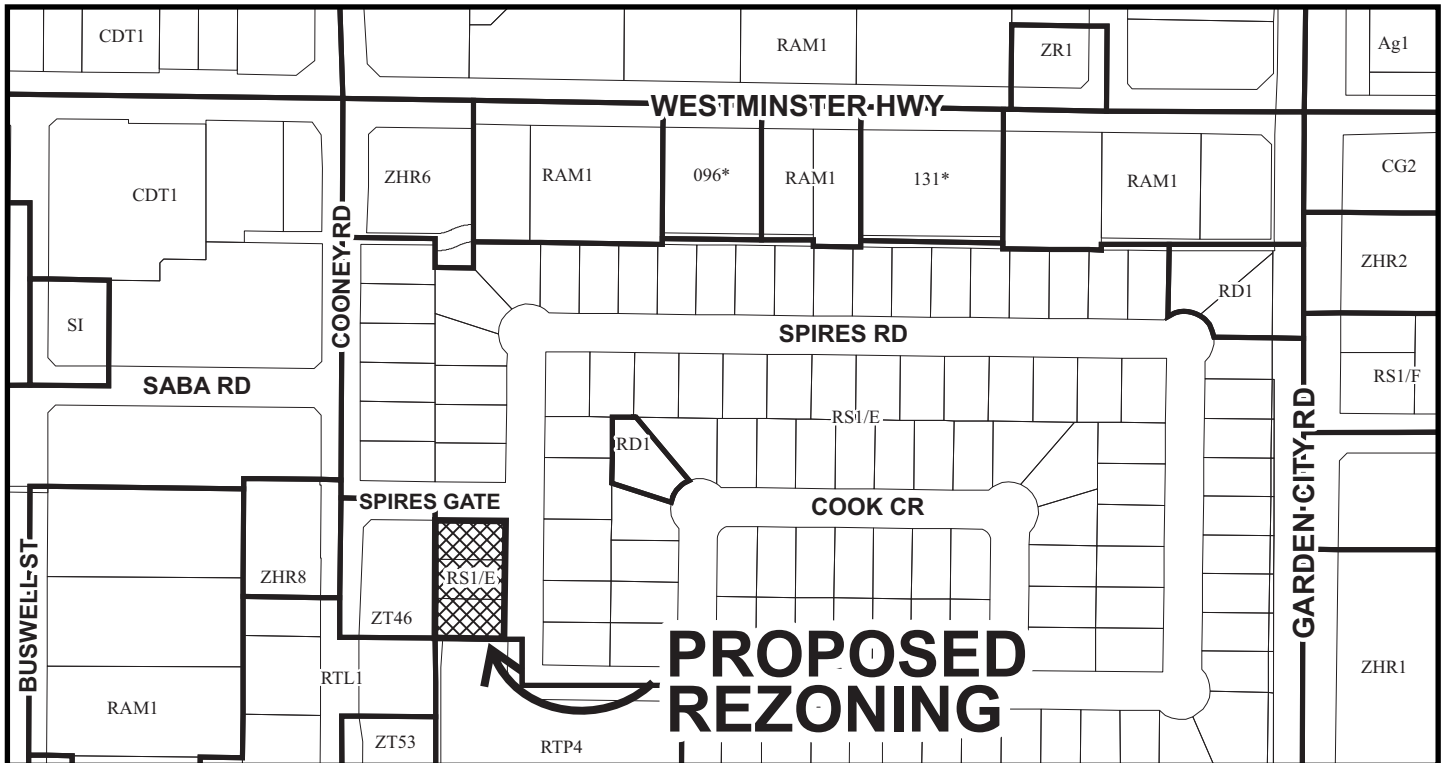 CDT1
RAM1
ZR1
Ag1
WESTMINSTER HWY
CDT1
ZHR6
RAM1
096*
RAM1
131*
RAM1
CG2
COONEY RD
ZHR2
SI
RD1
SPIRES RD
SABA RD
RS1/F
RS1/E
RD1
GARDEN CITY RD
SPIRES GATE
COOK CR
BUSWELL ST
ZHR8
RS1/E
ZT46
PROPOSED
REZONING
ZHR1
RTL1
RAM1
ZT53
RTP4